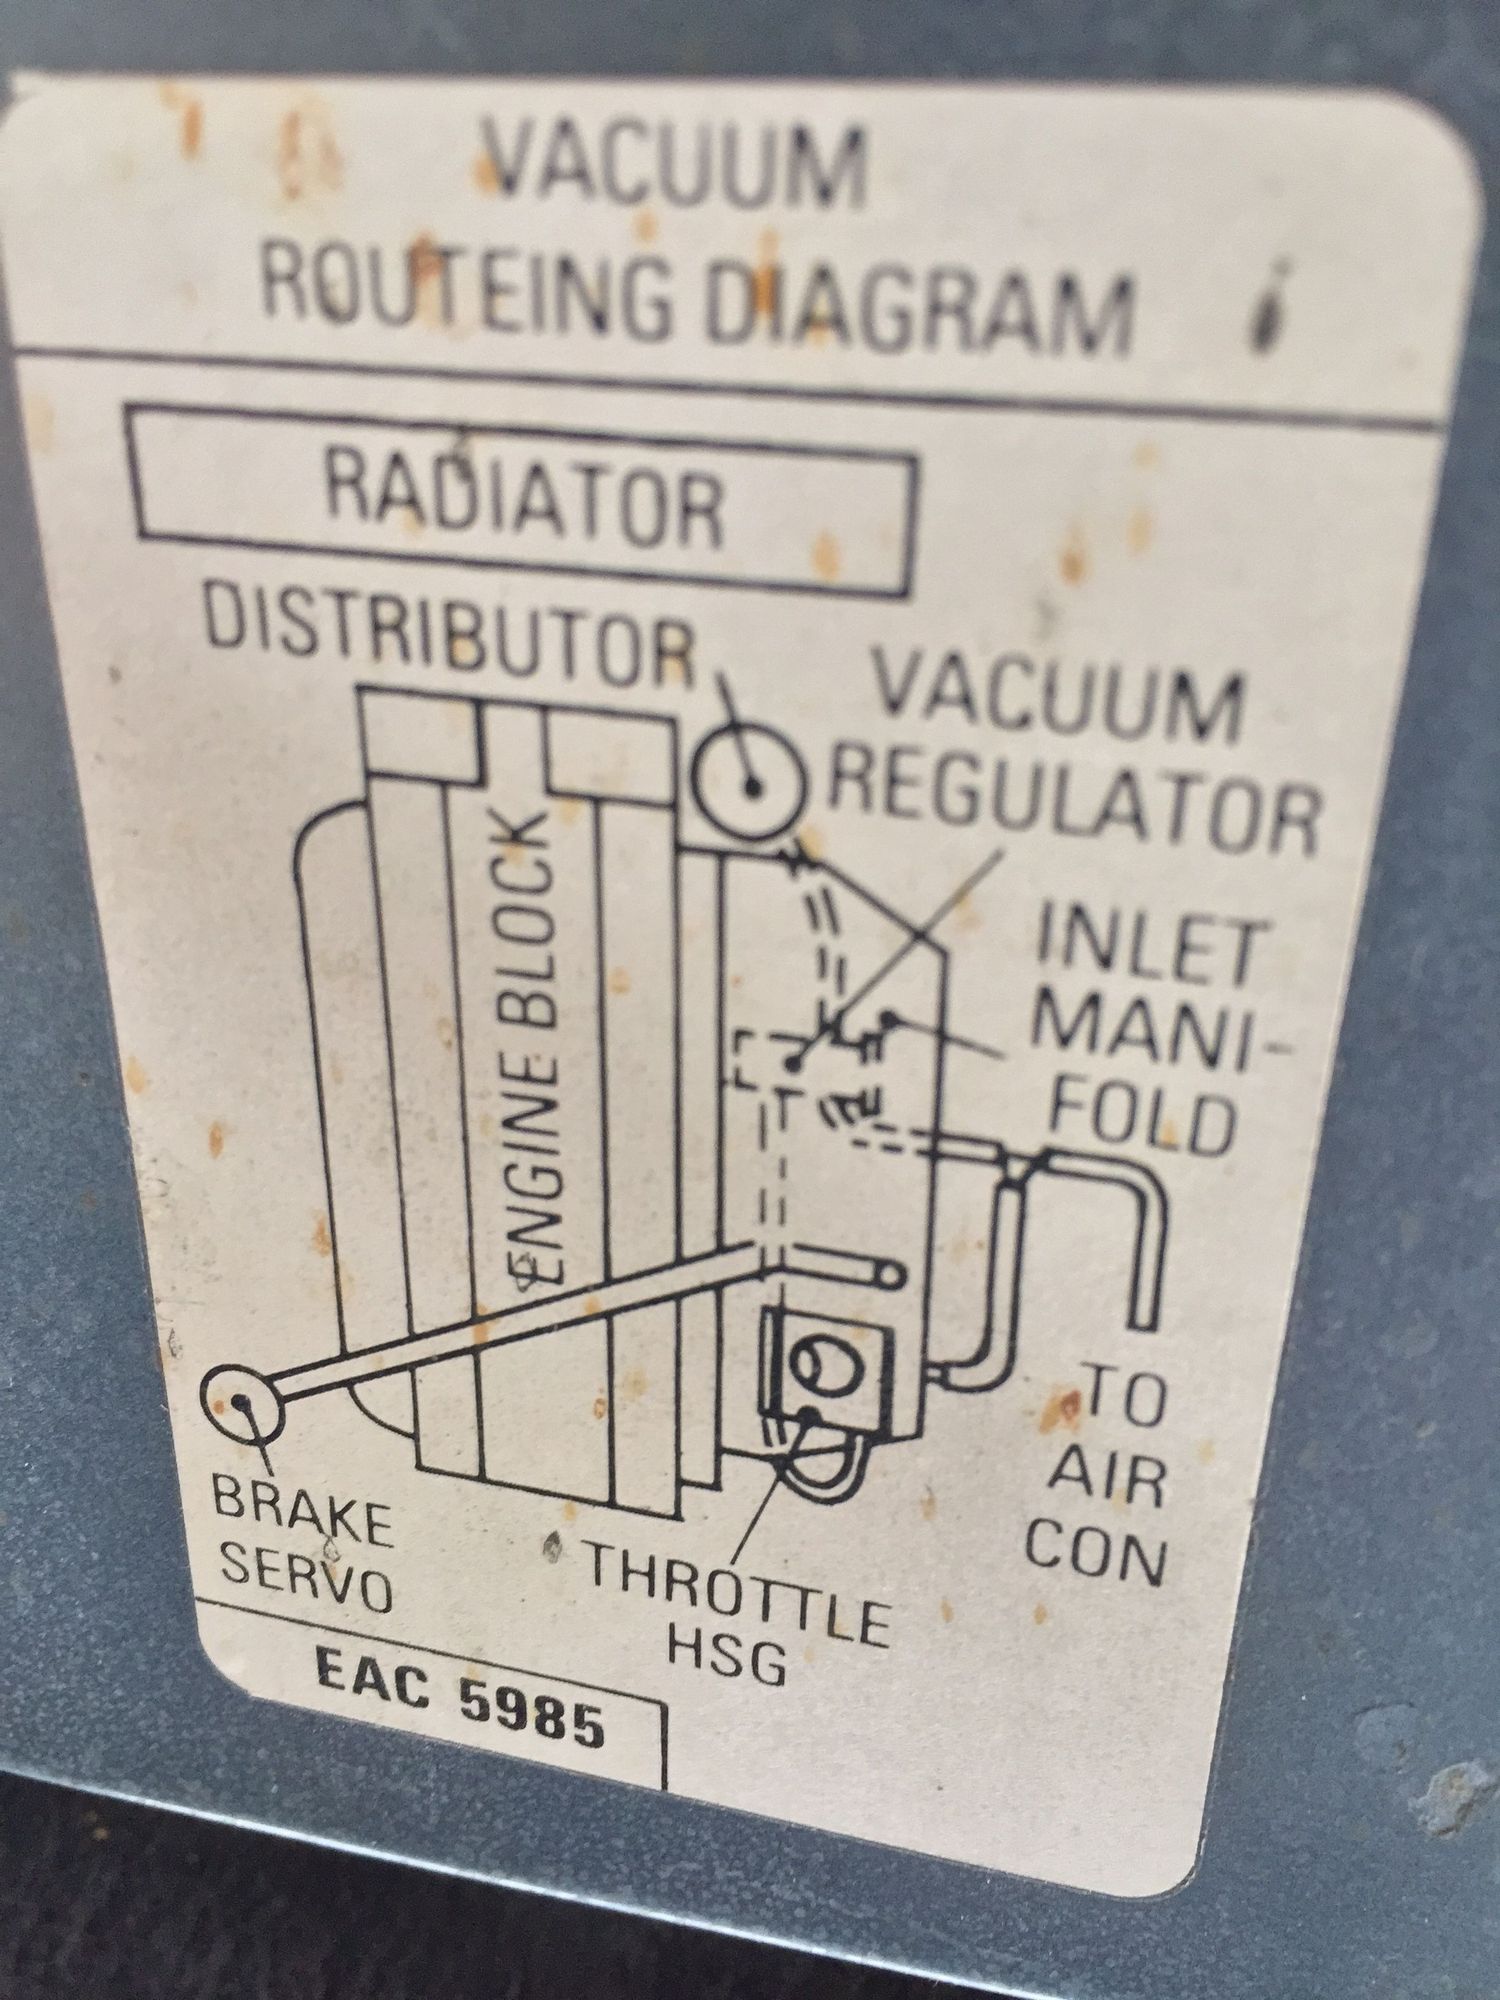 VACUUM
ROUTEING DIAGRAM
RADIATOR
DISTRIBUTOR
VACUUM
REGULATOR
ENGINE BLOCK
INLET
MANI-
FOLD
TO
AIR
CON
BRAKE
SERVO
THROTTLE
HSG
EAC 5985